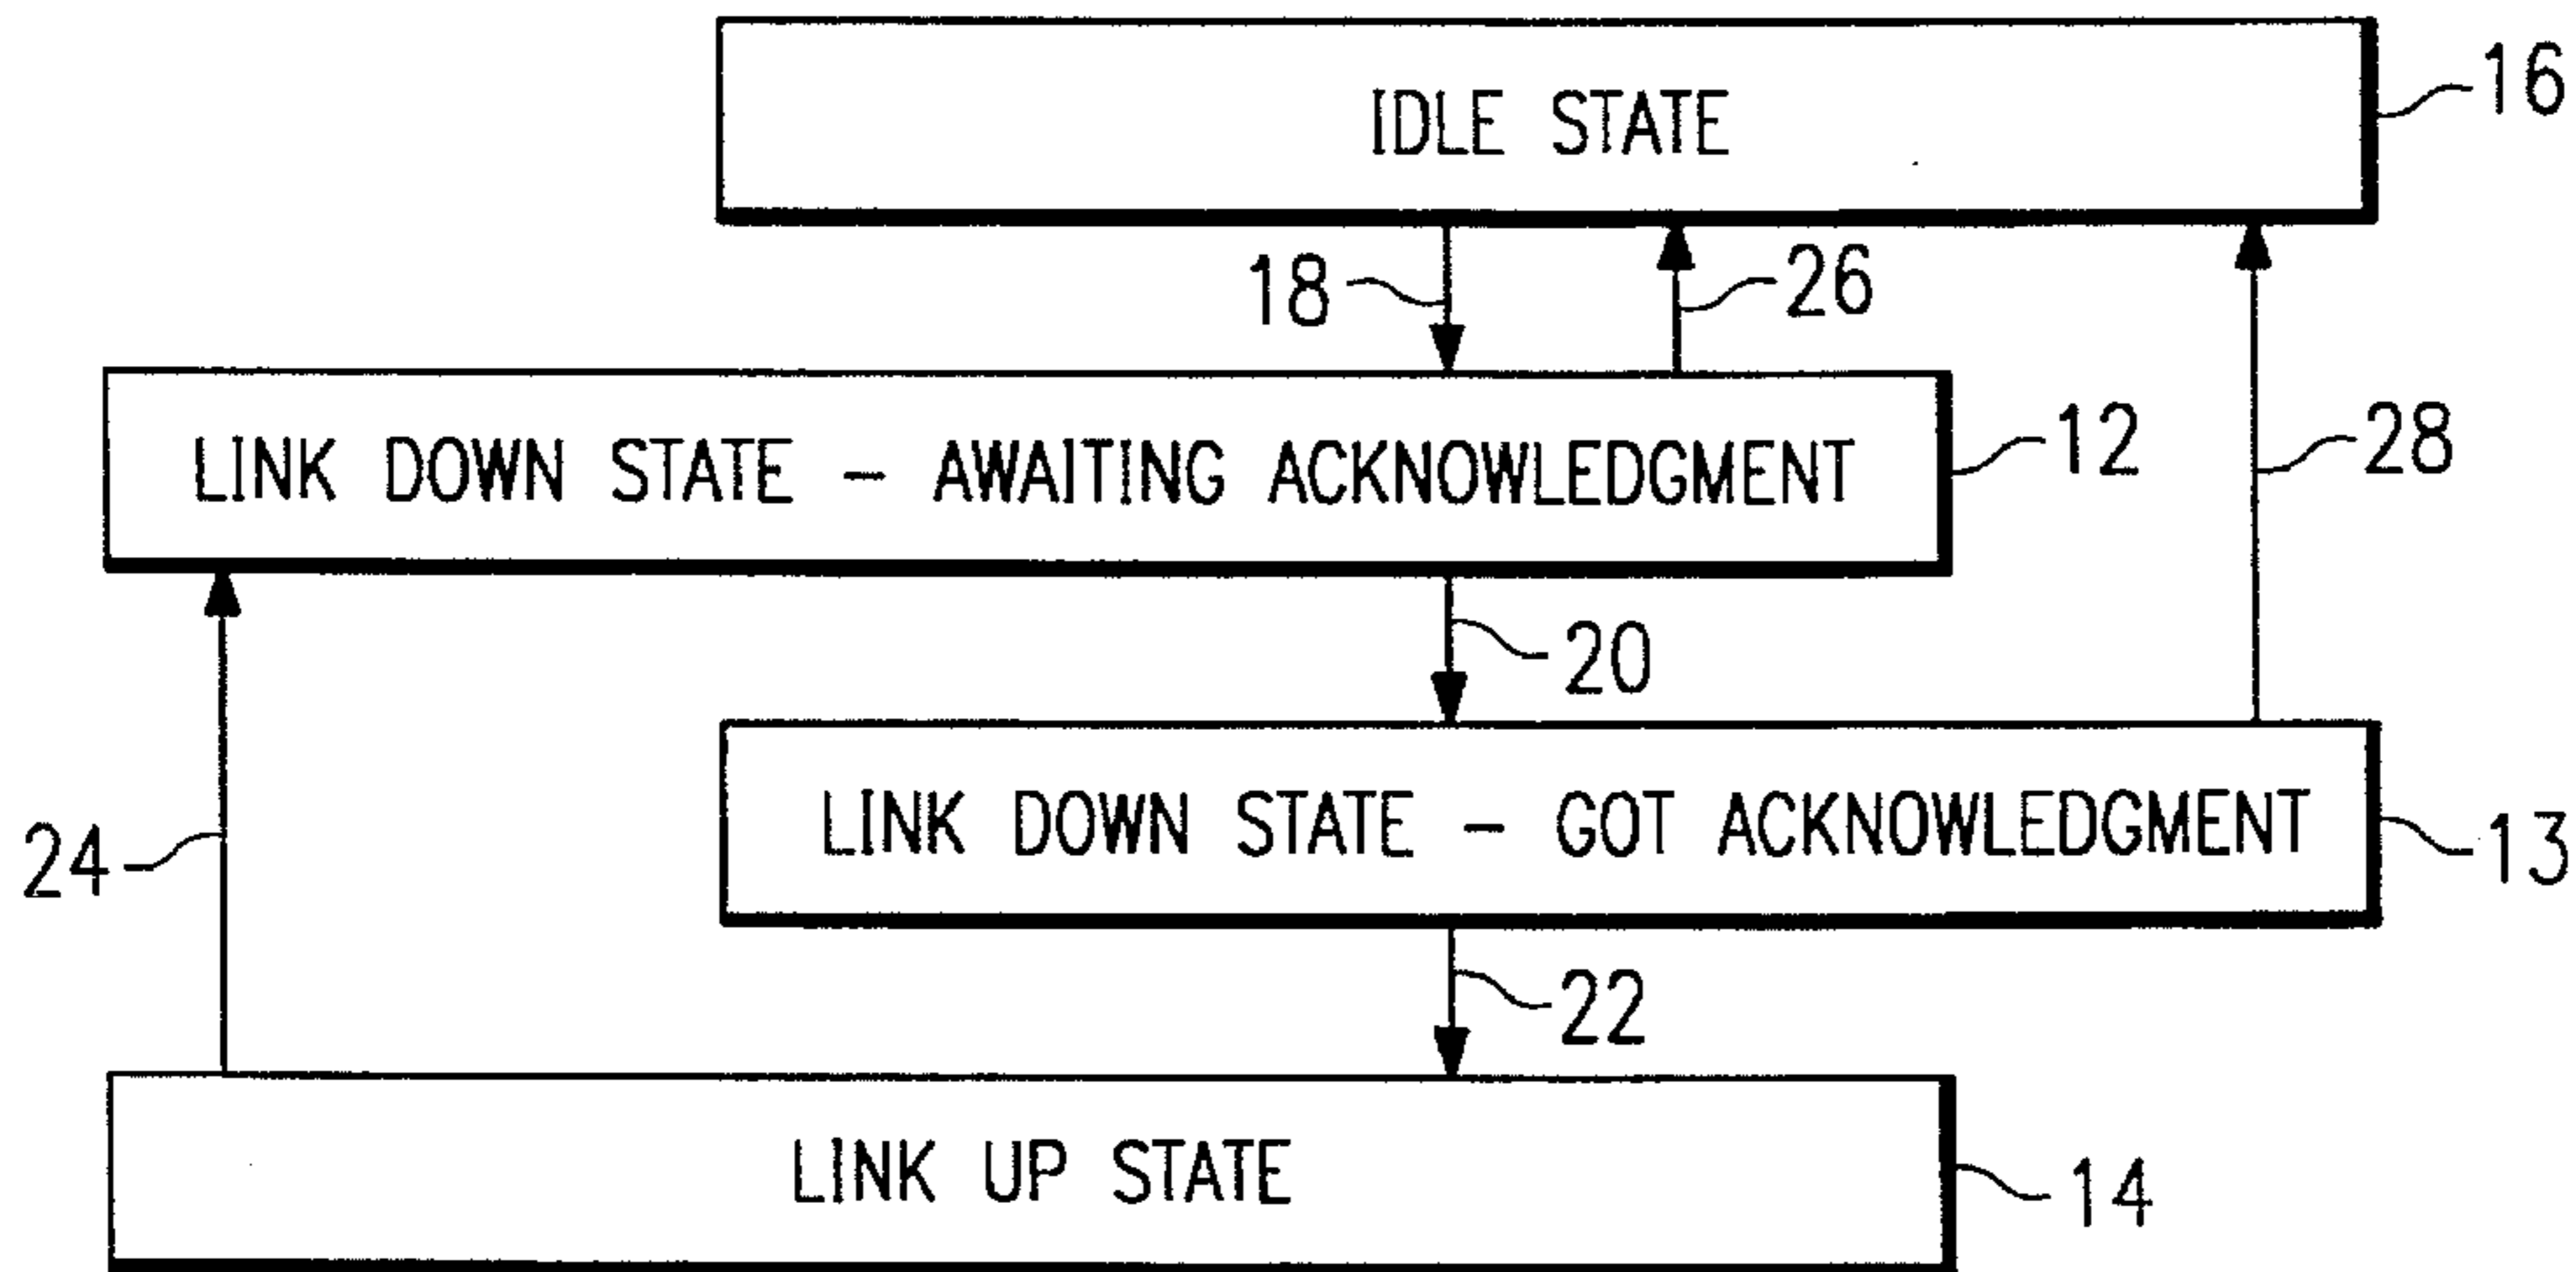 IDLE STATE
16
18
26
LINK DOWN STATE - AWAITING ACKNOWLEDGMENT
12
28
20
24
LINK DOWN STATE - GOT ACKNOWLEDGMENT
13
22
LINK UP STATE
14